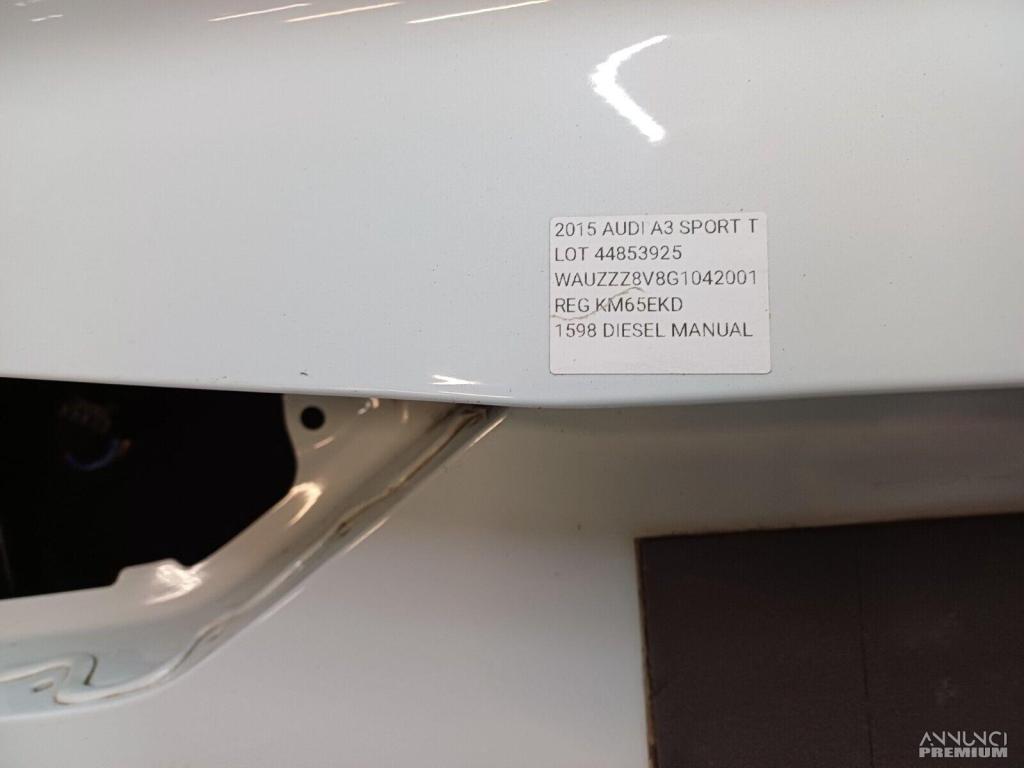 2015 AUDI A3 SPORT T
LOT 44853925
WAUZZZ8V8G1042001
REG KM65EKD
1598 DIESEL MANUAL
ANNUNCI
PREMIUM